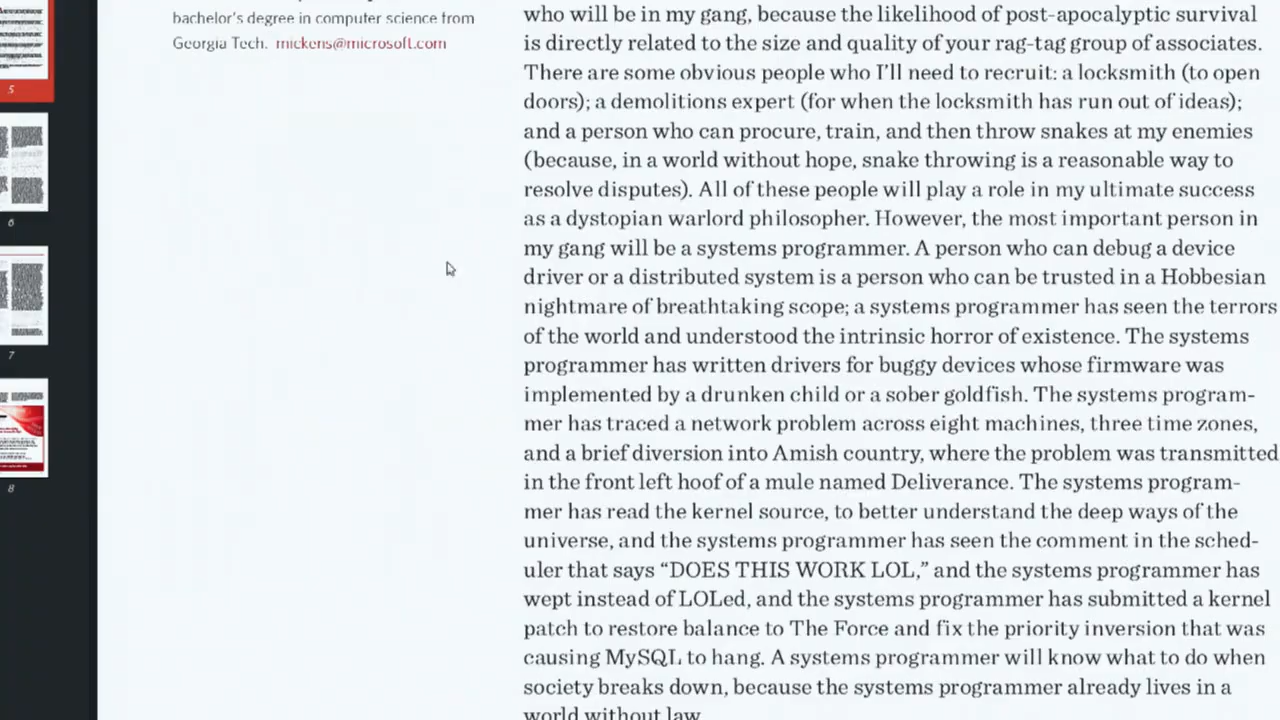 bachelor's degree in computer science from
Georgia Tech. mickens@microsoft.com
who will be in my gang, because the likelihood of post-apocalyptic survival
is directly related to the size and quality of your rag-tag group of associates.
There are some obvious people who I'll need to recruit: a locksmith (to open
doors); a demolitions expert (for when the locksmith has run out of ideas);
and a person who can procure, train, and then throw snakes at my enemies
(because, in a world without hope, snake throwing is a reasonable way to
resolve disputes). All of these people will play a role in my ultimate success
as a dystopian warlord philosopher. However, the most important person in
my gang will be a systems programmer. A person who can debug a device
driver or a distributed system is a person who can be trusted in a Hobbesian
nightmare of breathtaking scope; a systems programmer has seen the terrors
of the world and understood the intrinsic horror of existence. The systems
programmer has written drivers for buggy devices whose firmware was
implemented by a drunken child or a sober goldfish. The systems program-
mer has traced a network problem across eight machines, three time zones,
and a brief diversion into Amish country, where the problem was transmitted
in the front left hoof of a mule named Deliverance. The systems program-
mer has read the kernel source, to better understand the deep ways of the
universe, and the systems programmer has seen the comment in the sched-
uler that says “DOES THIS WORK LOL,” and the systems programmer has
wept instead of LOLed, and the systems programmer has submitted a kernel
patch to restore balance to The Force and fix the priority inversion that was
causing MySQL to hang. A systems programmer will know what to do when
society breaks down, because the systems programmer already lives in a
world without law.
5
6
7
8